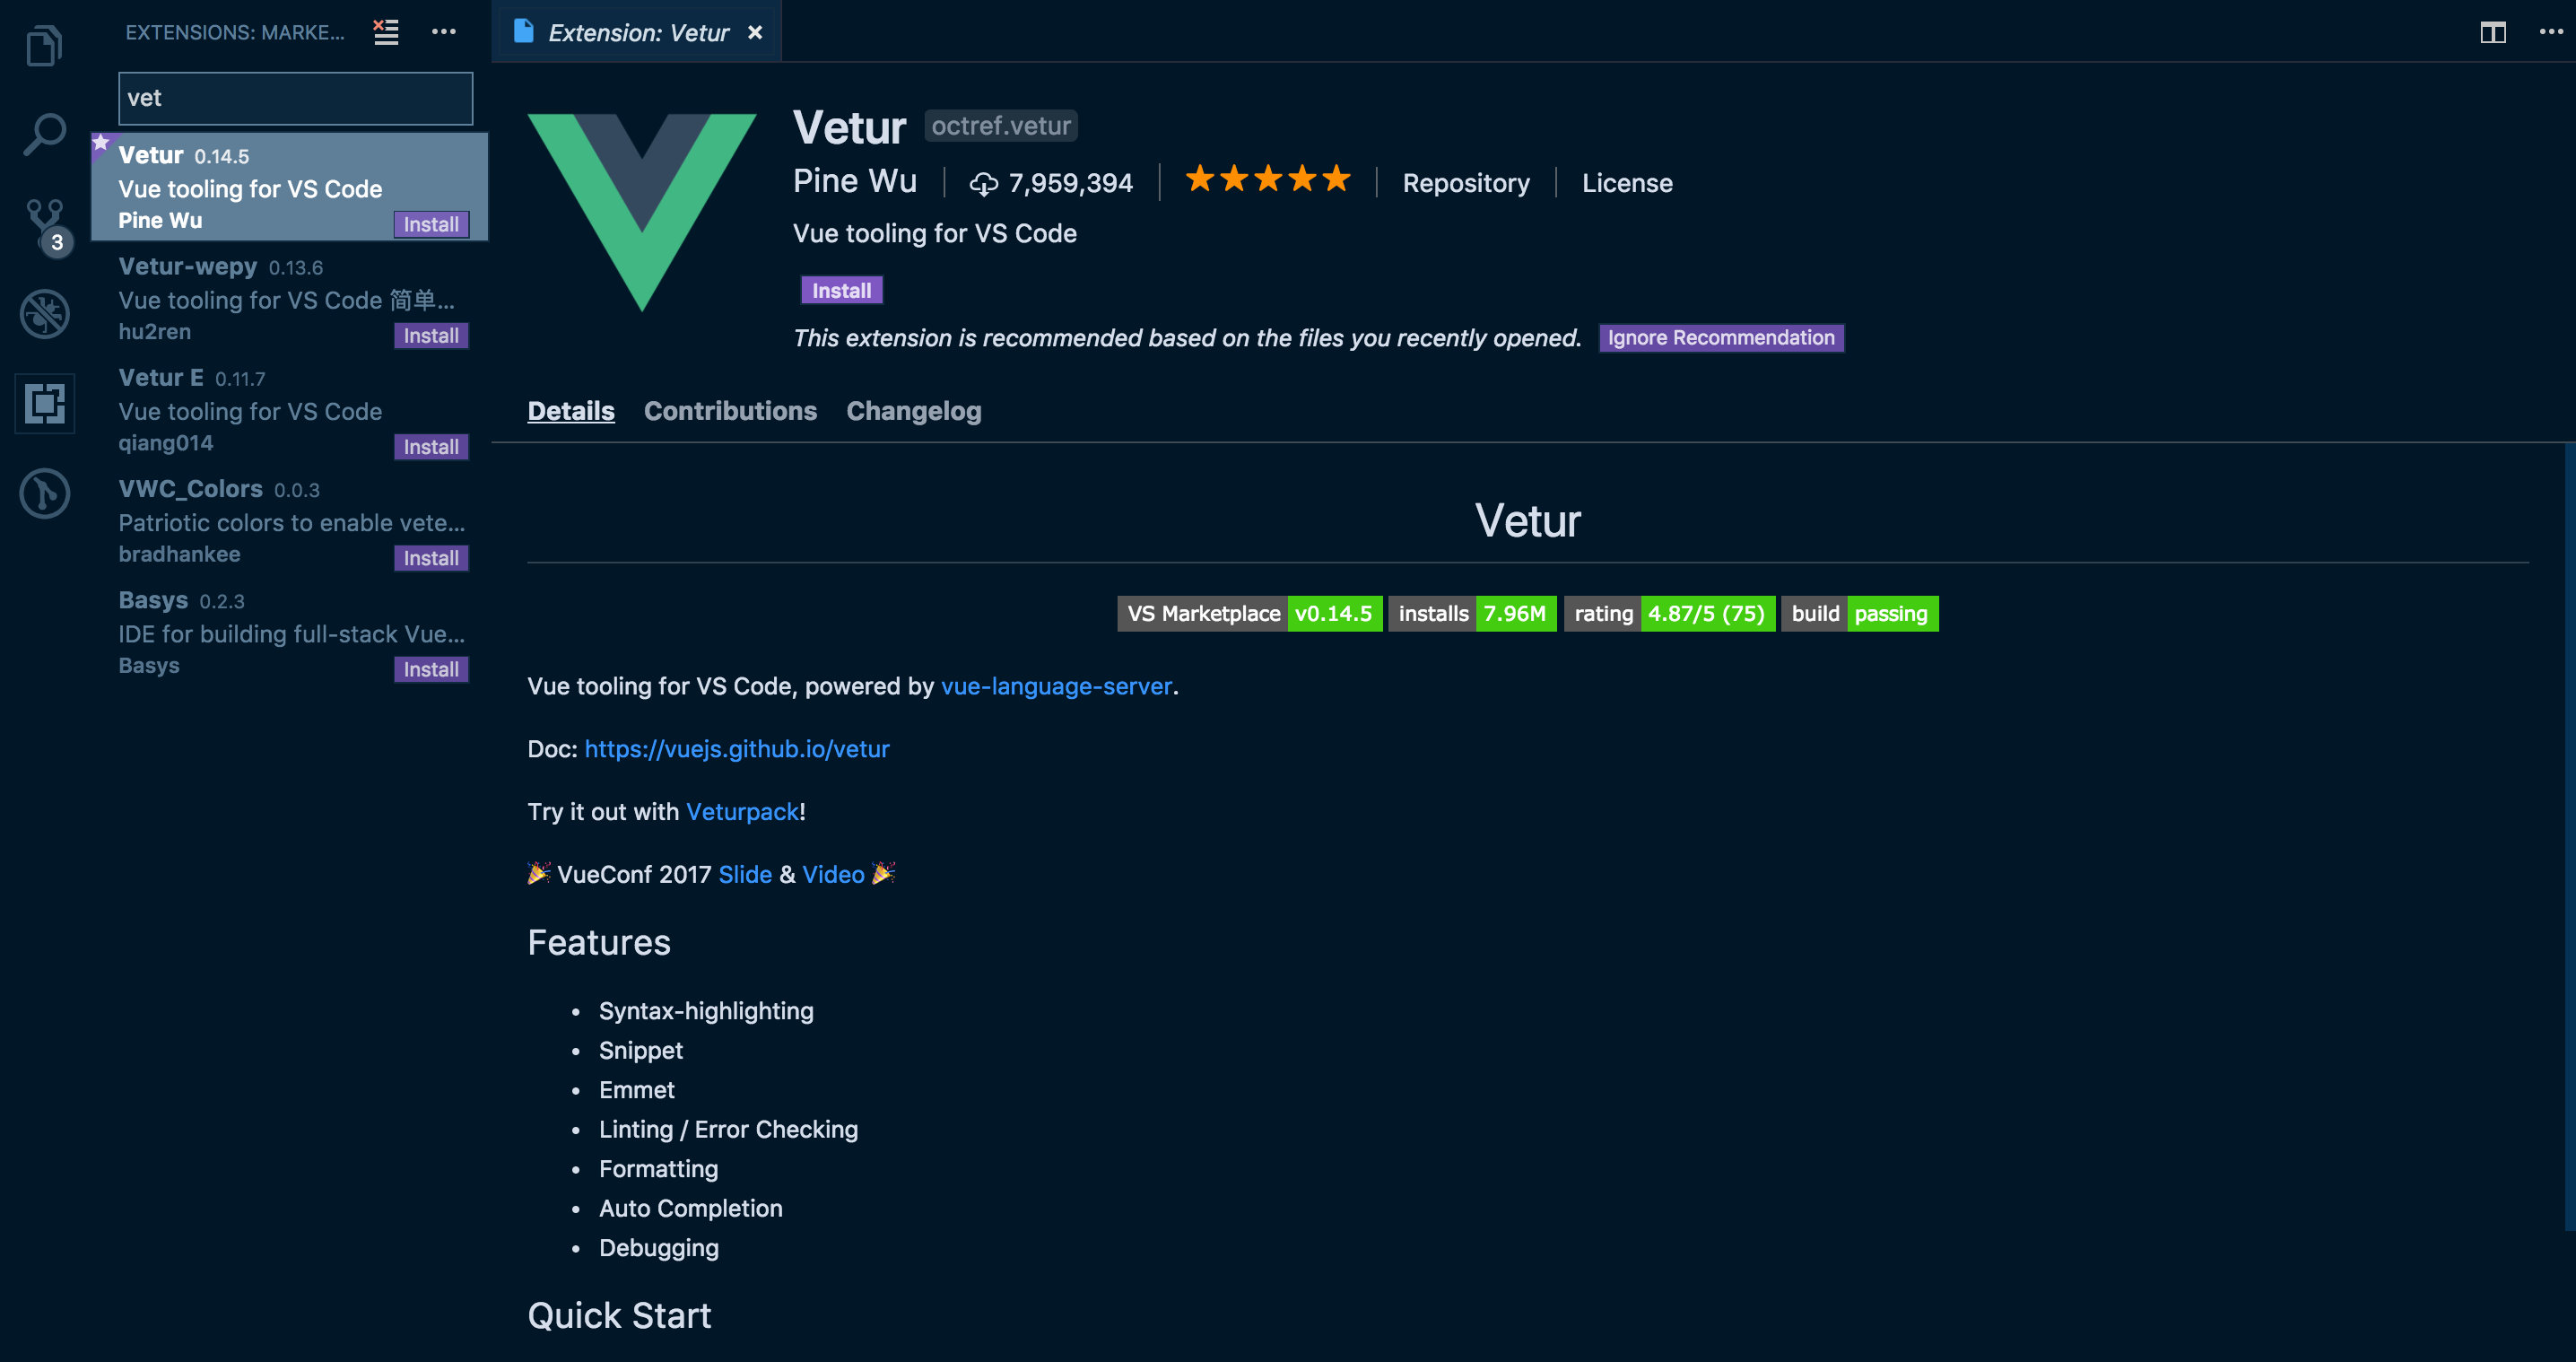 EXTENSIONS: MARKE...
vet
Vetur 0.14.5
Vue tooling for VS Code
Pine Wu
Install
Vetur-wepy 0.13.6
Vue tooling for VS Code 简单...
hu2ren
Install
Vetur E 0.11.7
Vue tooling for VS Code
qiang014
Install
VWC_Colors 0.0.3
Patriotic colors to enable vete...
bradhankee
Install
Basys 0.2.3
IDE for building full-stack Vue...
Basys
Install
3
Extension: Vetur
Vetur octref.vetur
Pine Wu 7,959,394 Repository License
Vue tooling for VS Code
Install
This extension is recommended based on the files you recently opened. Ignore Recommendation
Details Contributions Changelog
Vetur
VS Marketplace v0.14.5 installs 7.96M rating 4.87/5 (75) build passing
Vue tooling for VS Code, powered by vue-language-server.
Doc: https://vuejs.github.io/vetur
Try it out with Veturpack!
🎉 VueConf 2017 Slide & Video 🎉
Features
• Syntax-highlighting
• Snippet
• Emmet
• Linting / Error Checking
• Formatting
• Auto Completion
• Debugging
Quick Start